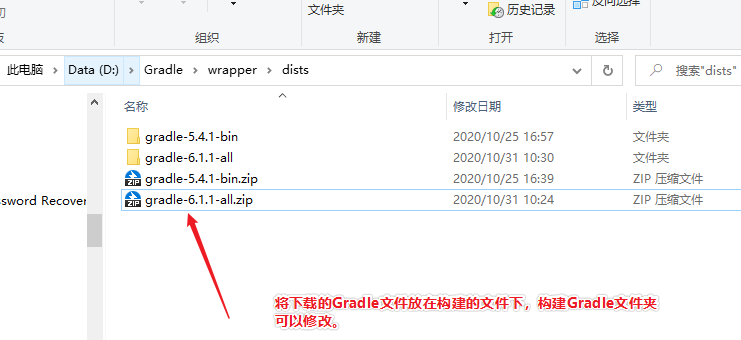 切
文件夹
历史记录
反向选择
组织
新建
打开
选择
此电脑 Data (D:) Gradle wrapper dists
搜索"dists"
名称 修改日期 类型
gradle-5.4.1-bin 2020/10/25 16:57 文件夹
gradle-6.1.1-all 2020/10/31 10:30 文件夹
gradle-5.4.1-bin.zip 2020/10/25 16:39 ZIP 压缩文件
gradle-6.1.1-all.zip 2020/10/31 10:24 ZIP 压缩文件
ssword Recover
将下载的Gradle文件放在构建的文件下，构建Gradle文件夹
可以修改。